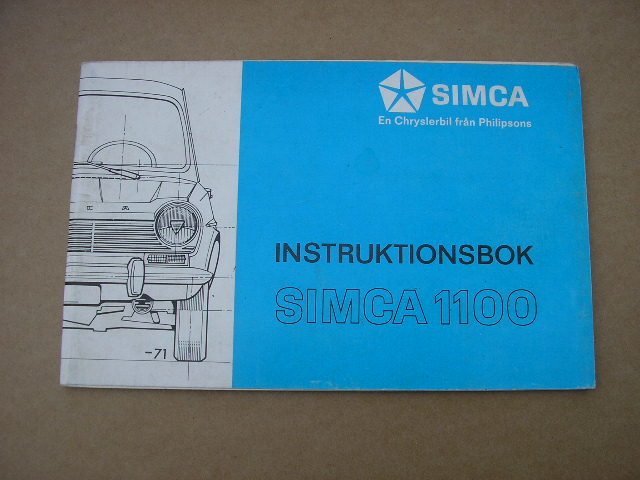 SIMCA
En Chryslerbil från Philipsons
C A
INSTRUKTIONSBOK
SIMCA 1100
-71